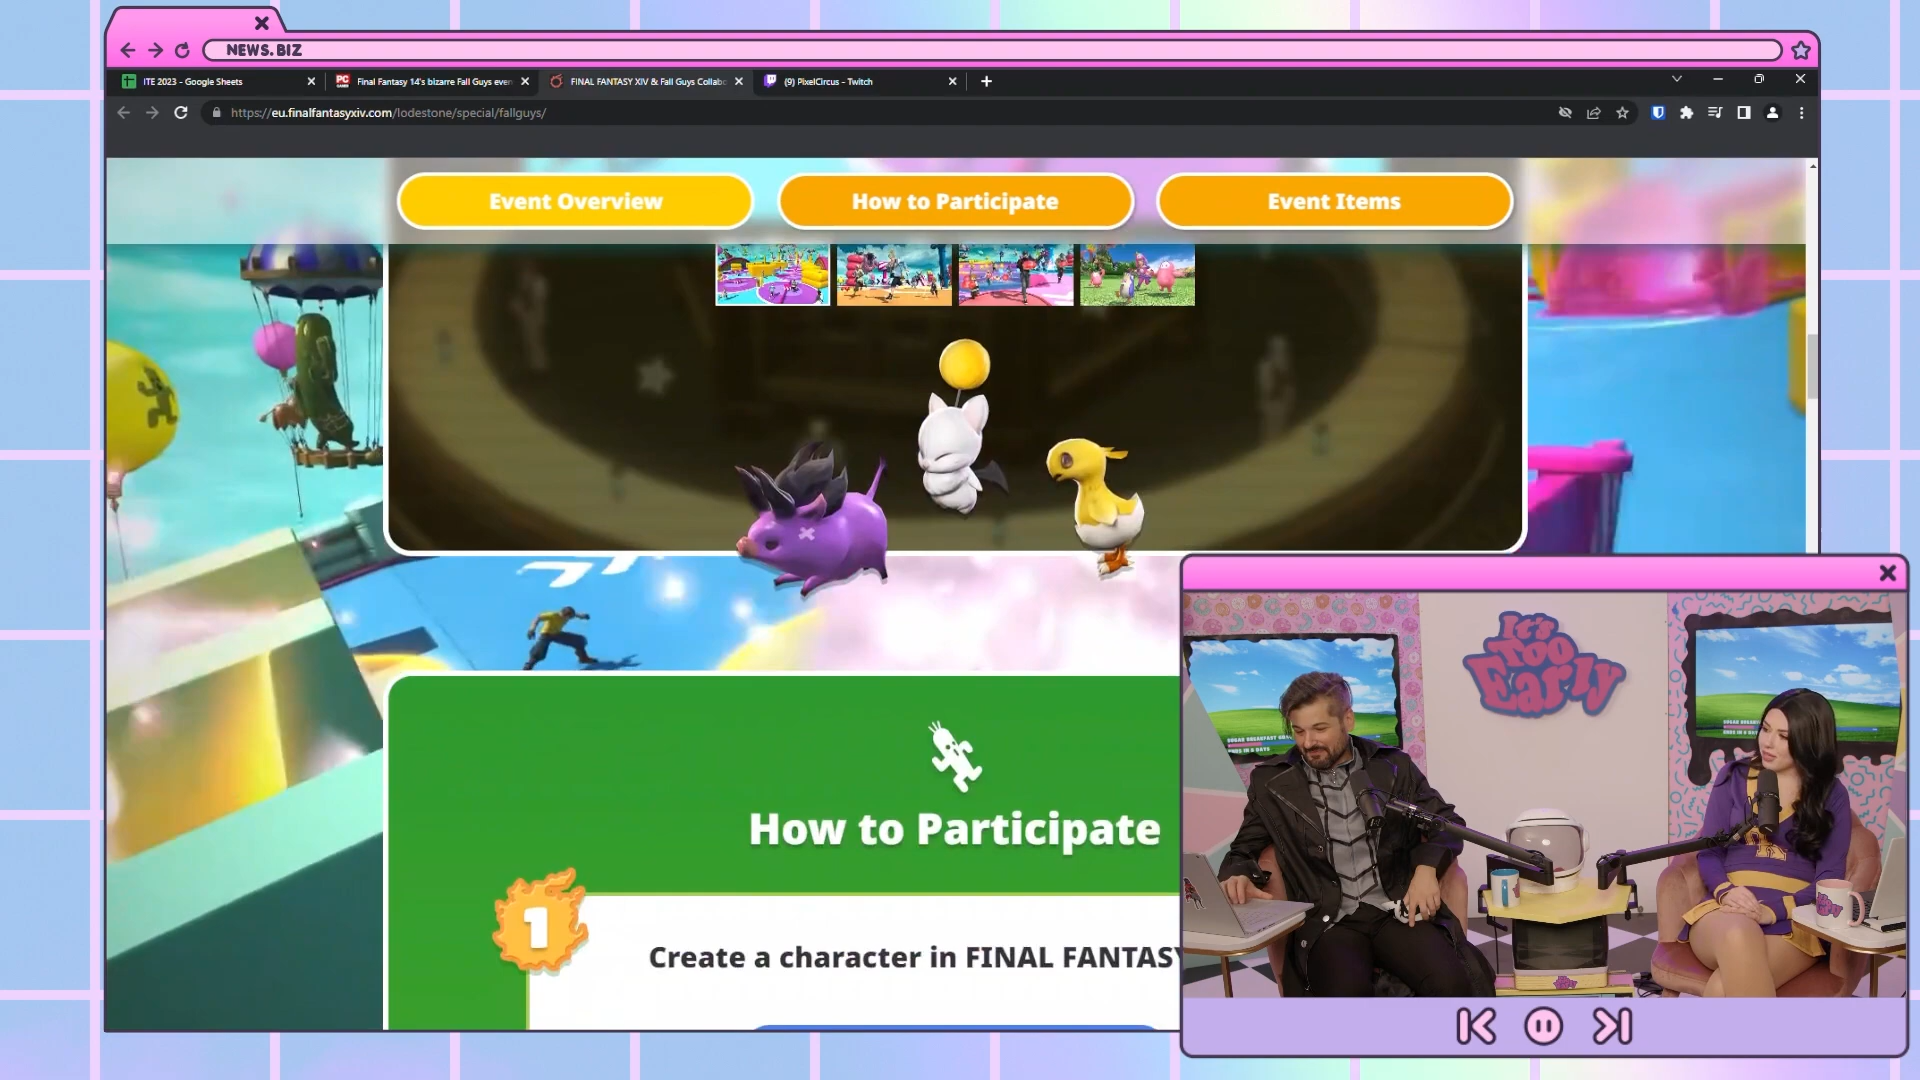 NEWS.BIZ
ITE 2023 - Google Sheets
Final Fantasy 14's bizarre Fall Guys even
FINAL FANTASY XIV & Fall Guys Collabo
(9) PixelCircus - Twitch
https://eu.finalfantasyxiv.com/lodestone/special/fallguys/
Event Overview
How to Participate
Event Items
How to Participate
1
Create a character in FINAL FANTASY
It's
Too
Early